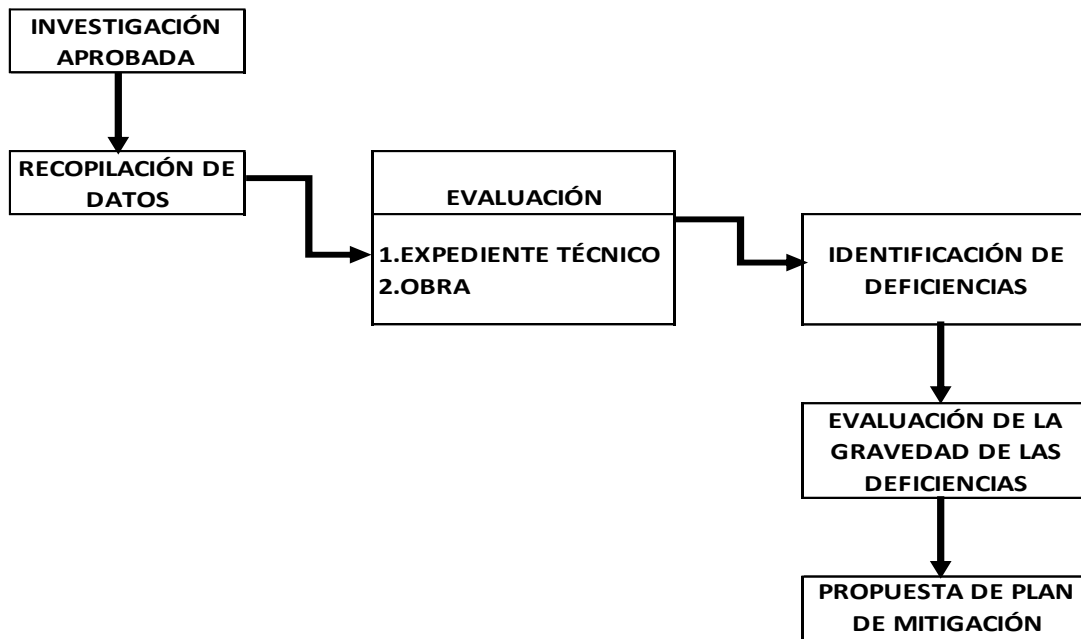 INVESTIGACIÓN
APROBADA
RECOPILACIÓN DE
DATOS
EVALUACIÓN
1.EXPEDIENTE TÉCNICO
2.OBRA
IDENTIFICACIÓN DE
DEFICIENCIAS
EVALUACIÓN DE LA
GRAVEDAD DE LAS
DEFICIENCIAS
PROPUESTA DE PLAN
DE MITIGACIÓN